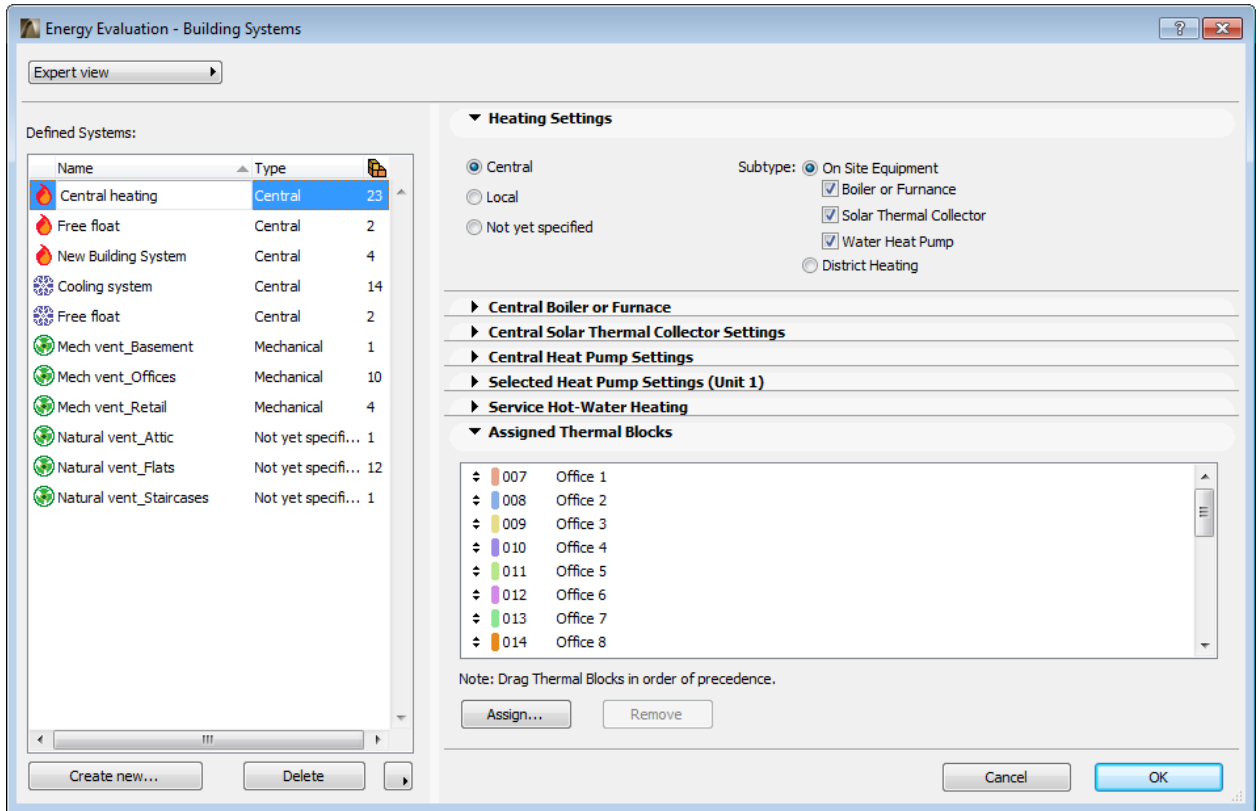 Energy Evaluation - Building Systems
Expert view
Defined Systems:
Name Type
Central heating Central 23
Free float Central 2
New Building System Central 4
Cooling system Central 14
Free float Central 2
Mech vent_Basement Mechanical 1
Mech vent_Offices Mechanical 10
Mech vent_Retail Mechanical 4
Natural vent_Attic Not yet specifi... 1
Natural vent_Flats Not yet specifi... 12
Natural vent_Staircases Not yet specifi... 1
Create new...
Delete
Heating Settings
Central
Local
Not yet specified
Subtype: On Site Equipment
Boiler or Furnance
Solar Thermal Collector
Water Heat Pump
District Heating
Central Boiler or Furnace
Central Solar Thermal Collector Settings
Central Heat Pump Settings
Selected Heat Pump Settings (Unit 1)
Service Hot-Water Heating
Assigned Thermal Blocks
007 Office 1
008 Office 2
009 Office 3
010 Office 4
011 Office 5
012 Office 6
013 Office 7
014 Office 8
Note: Drag Thermal Blocks in order of precedence.
Assign...
Remove
Cancel
OK